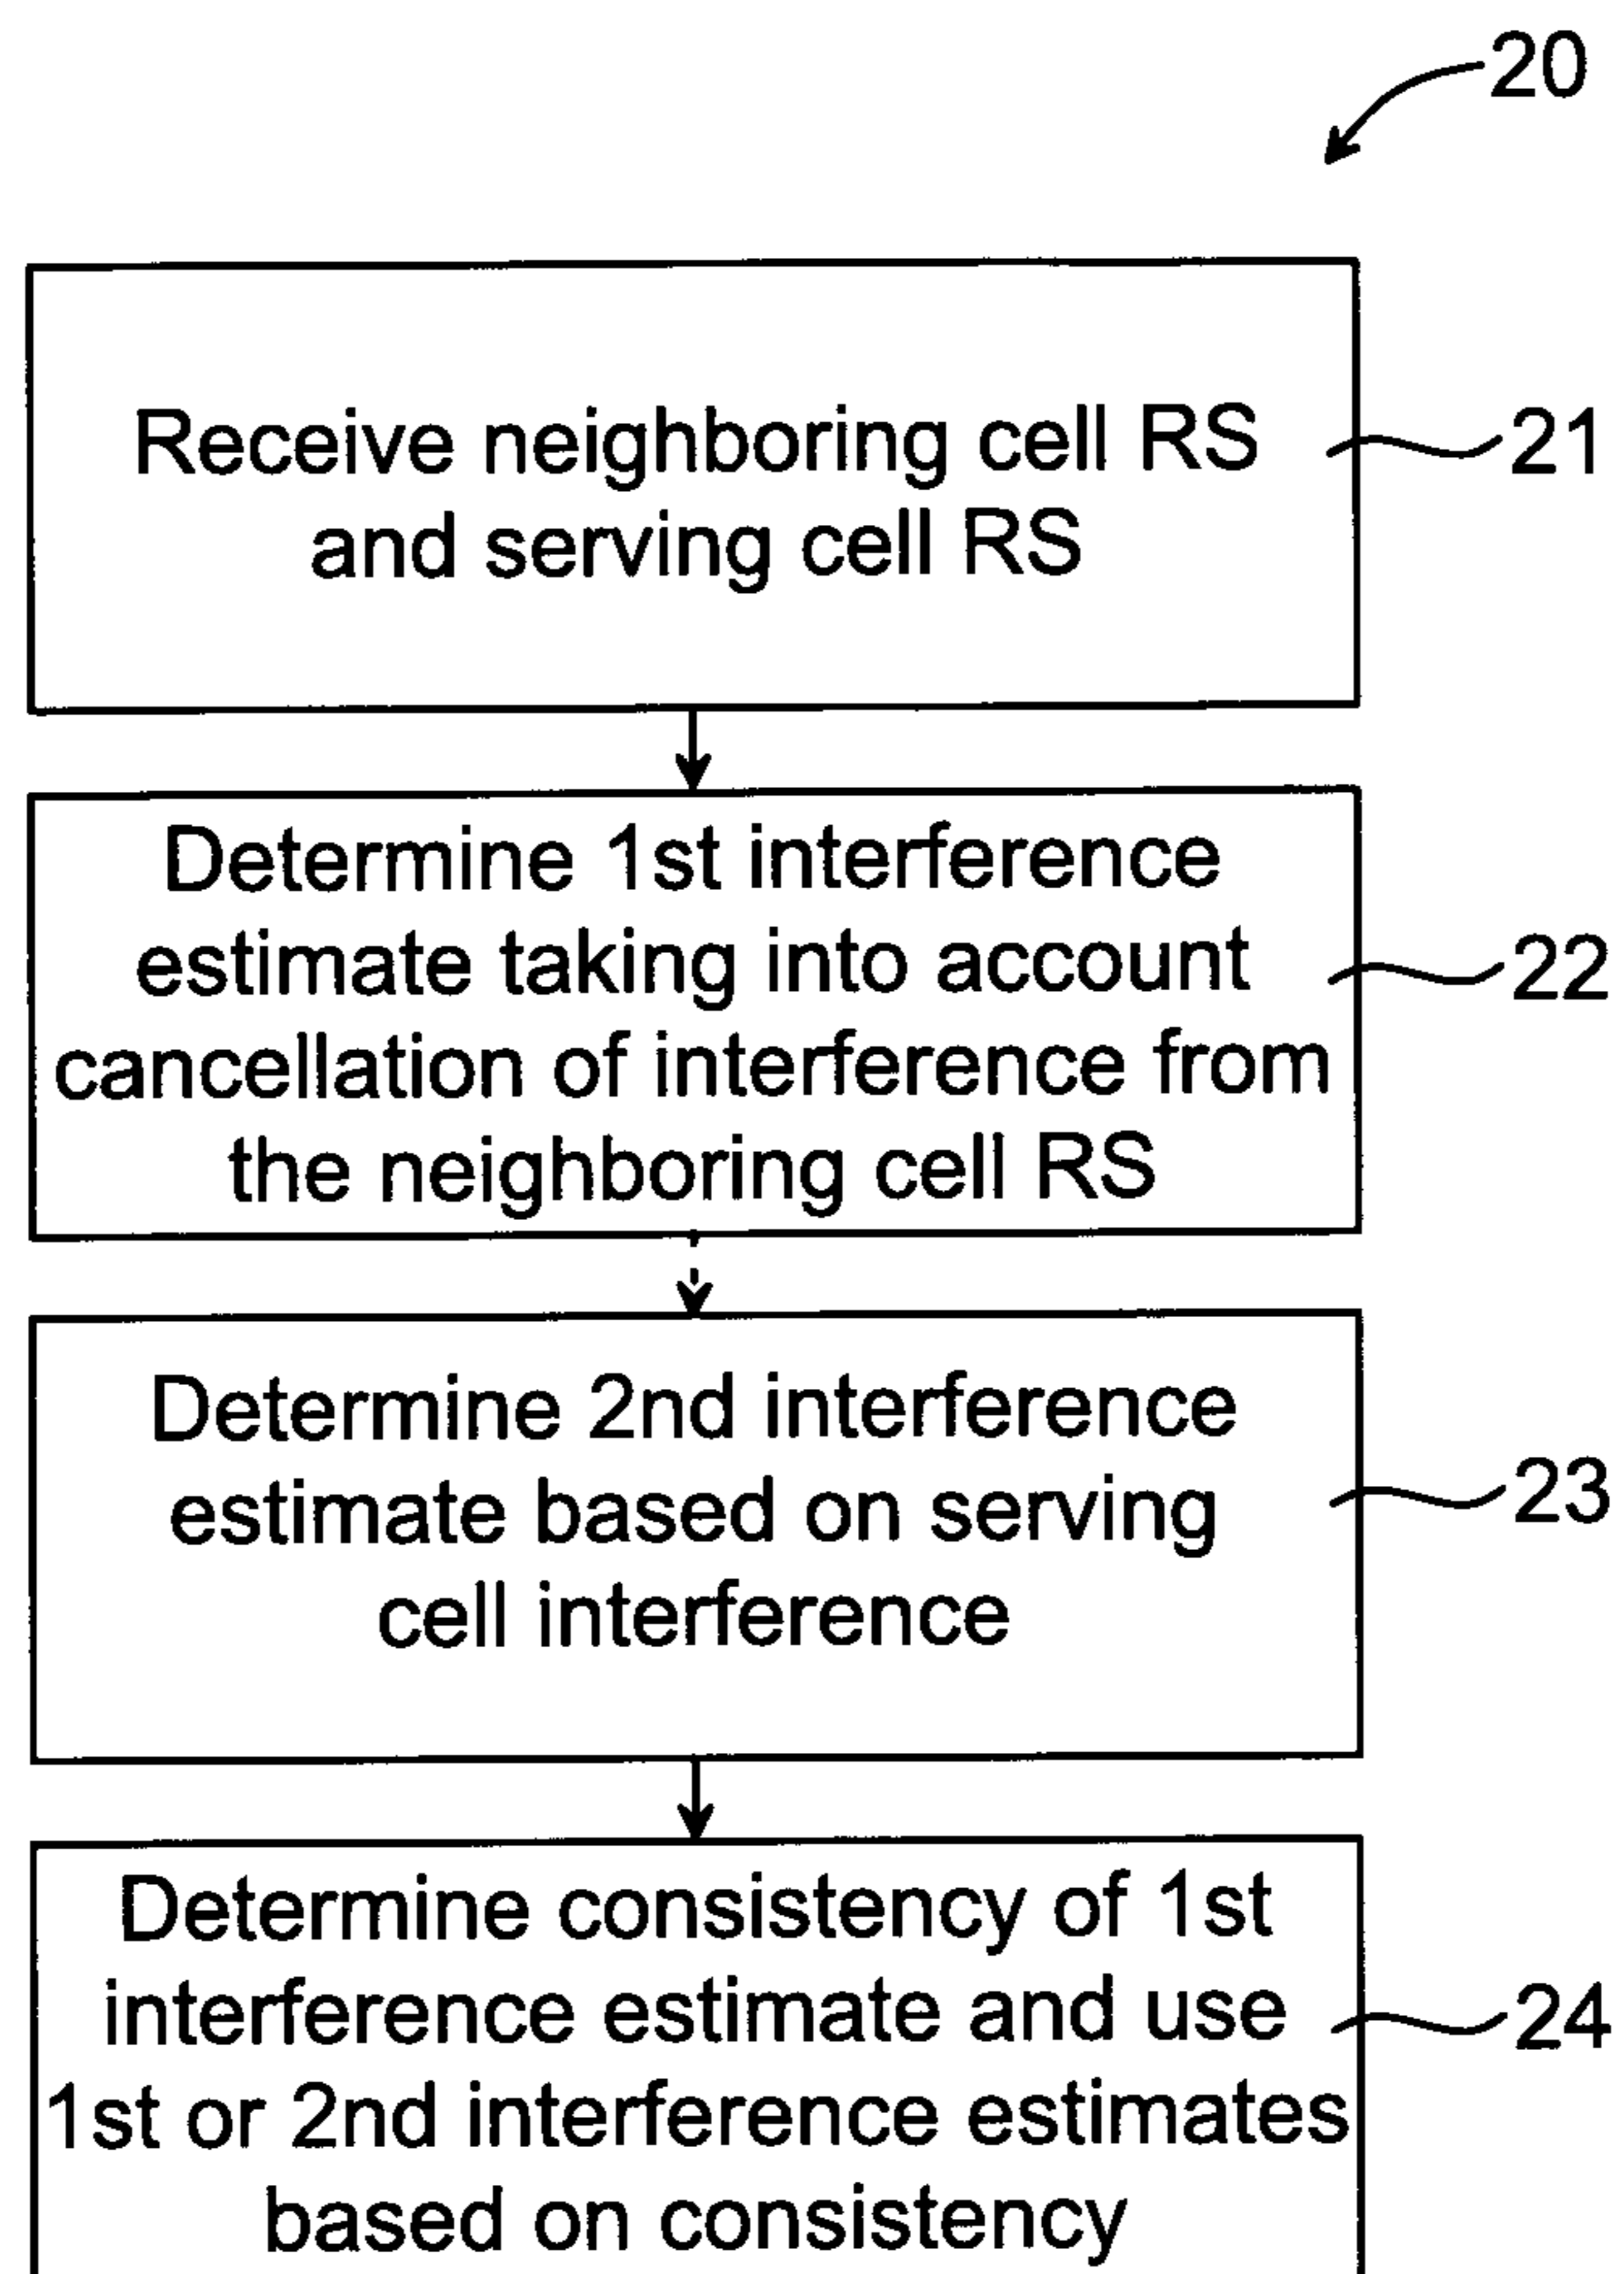 20
Receive neighboring cell RS
and serving cell RS
21
Determine 1st interference
estimate taking into account
cancellation of interference from
the neighboring cell RS
22
Determine 2nd interference
estimate based on serving
cell interference
23
Determine consistency of 1st
interference estimate and use
1st or 2nd interference estimates
based on consistency
24